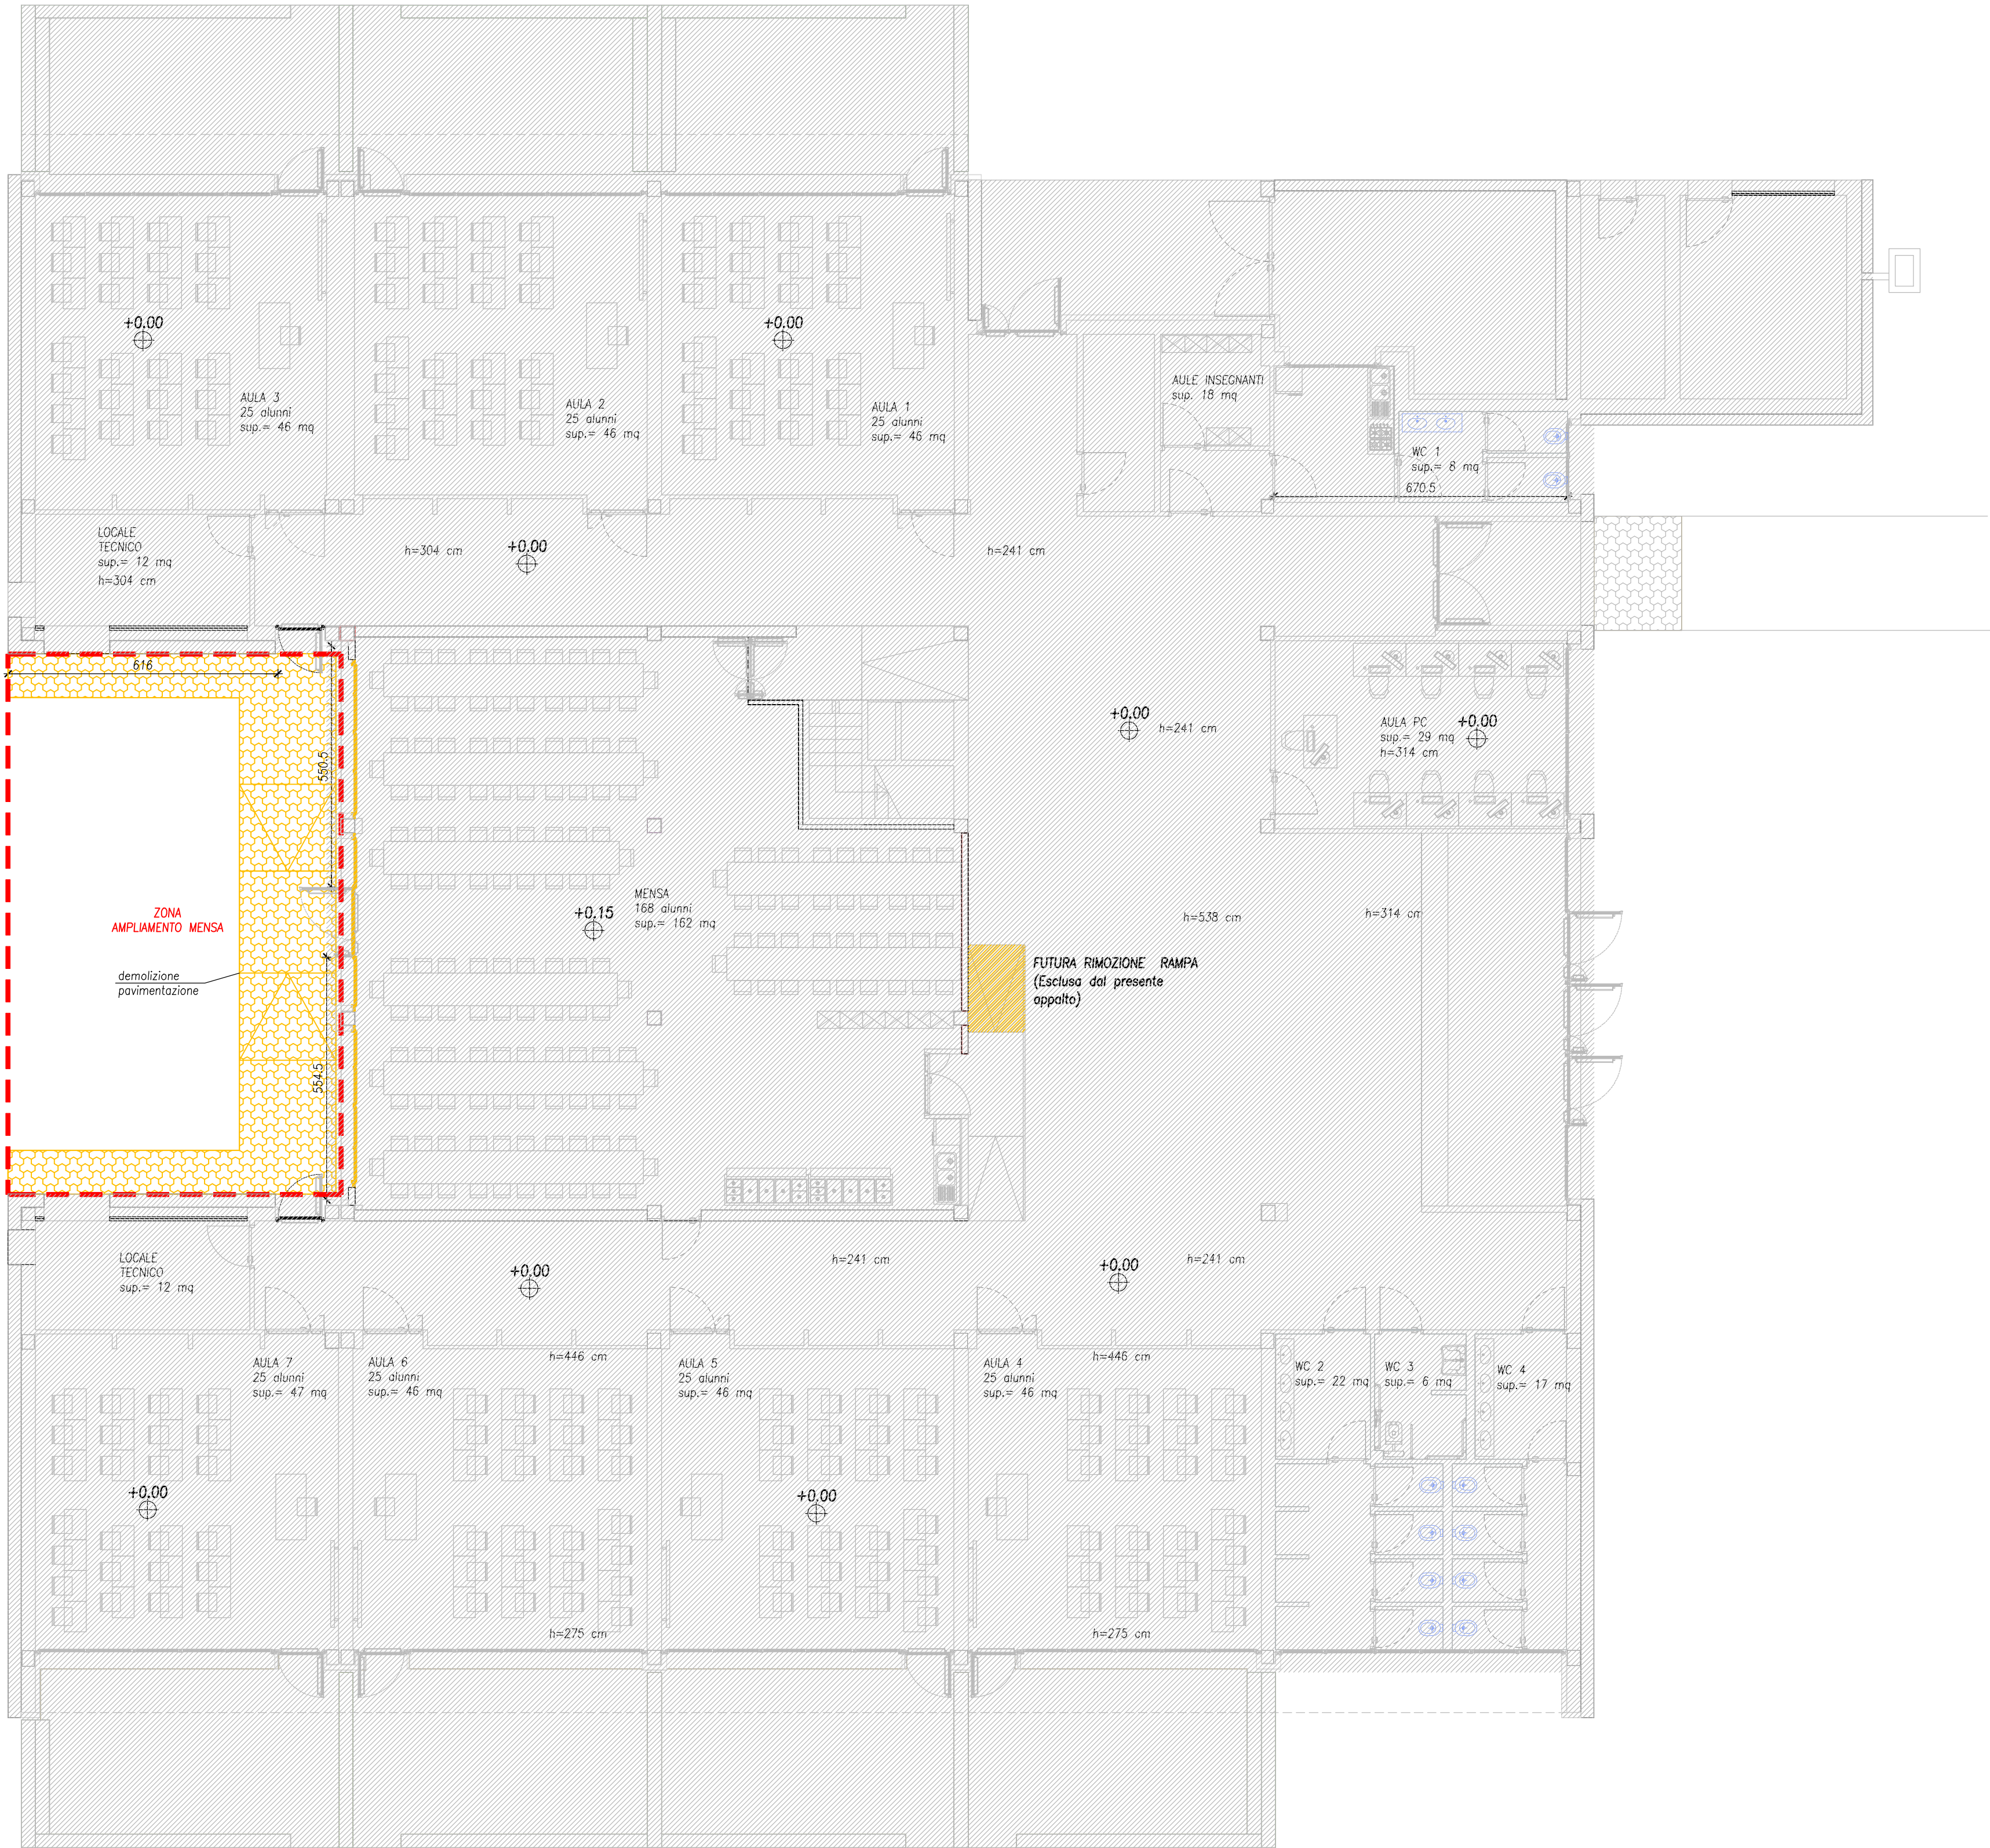 +0.00
+0.00
AULA 3
25 alunni
sup.= 46 mq
AULA 2
25 alunni
sup.= 46 mq
AULA 1
25 alunni
sup.= 46 mq
AULE INSEGNANTI
sup. 18 mq
WC 1
sup.= 8 mq
670.5
LOCALE
TECNICO
sup.= 12 mq
h=304 cm
h=304 cm
+0.00
h=241 cm
616
550.5
+0.00
h=241 cm
AULA PC
sup.= 29 mq
h=314 cm
+0.00
ZONA
AMPLIAMENTO MENSA
demolizione
pavimentazione
554.5
+0.15
MENSA
168 alunni
sup.= 162 mq
h=538 cm
h=314 cm
FUTURA RIMOZIONE RAMPA
(Esclusa dal presente
appalto)
LOCALE
TECNICO
sup.= 12 mq
+0.00
h=241 cm
+0.00
h=241 cm
AULA 7
25 alunni
sup.= 47 mq
AULA 6
25 alunni
sup.= 46 mq
h=446 cm
AULA 5
25 alunni
sup.= 46 mq
AULA 4
25 alunni
sup.= 46 mq
h=446 cm
WC 2
sup.= 22 mq
WC 3
sup.= 6 mq
WC 4
sup.= 17 mq
+0.00
+0.00
h=275 cm
h=275 cm